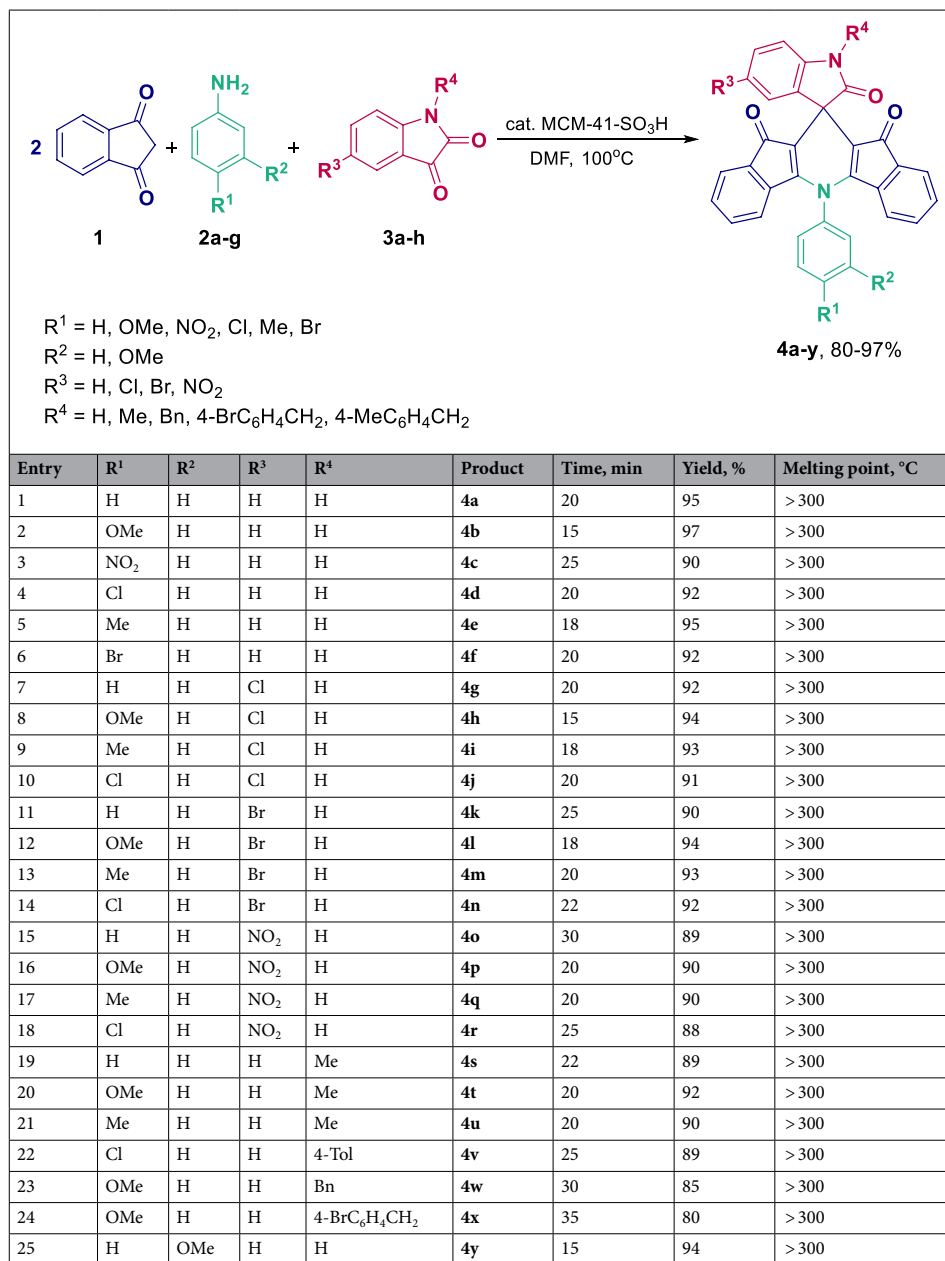 NH₂
R²
R¹
R⁴
N
O
O
R³
O
O
2
+
+
cat. MCM-41-SO₃H
DMF, 100°C
R⁴
N
R³
O
O
O
N
R²
R¹
1
2a-g
3a-h
4a-y, 80-97%
R¹ = H, OMe, NO₂, Cl, Me, Br
R² = H, OMe
R³ = H, Cl, Br, NO₂
R⁴ = H, Me, Bn, 4-BrC₆H₄CH₂, 4-MeC₆H₄CH₂
Entry R¹ R² R³ R⁴ Product Time, min Yield, % Melting point, °C
1 H H H H 4a 20 95 >300
2 OMe H H H 4b 15 97 >300
3 NO₂ H H H 4c 25 90 >300
4 Cl H H H 4d 20 92 >300
5 Me H H H 4e 18 95 >300
6 Br H H H 4f 20 92 >300
7 H H Cl H 4g 20 92 >300
8 OMe H Cl H 4h 15 94 >300
9 Me H Cl H 4i 18 93 >300
10 Cl H Cl H 4j 20 91 >300
11 H H Br H 4k 25 90 >300
12 OMe H Br H 4l 18 94 >300
13 Me H Br H 4m 20 93 >300
14 Cl H Br H 4n 22 92 >300
15 H H NO₂ H 4o 30 89 >300
16 OMe H NO₂ H 4p 20 90 >300
17 Me H NO₂ H 4q 20 90 >300
18 Cl H NO₂ H 4r 25 88 >300
19 H H H Me 4s 22 89 >300
20 OMe H H Me 4t 20 92 >300
21 Me H H Me 4u 20 90 >300
22 Cl H H 4-Tol 4v 25 89 >300
23 OMe H H Bn 4w 30 85 >300
24 OMe H H 4-BrC₆H₄CH₂ 4x 35 80 >300
25 H OMe H H 4y 15 94 >300